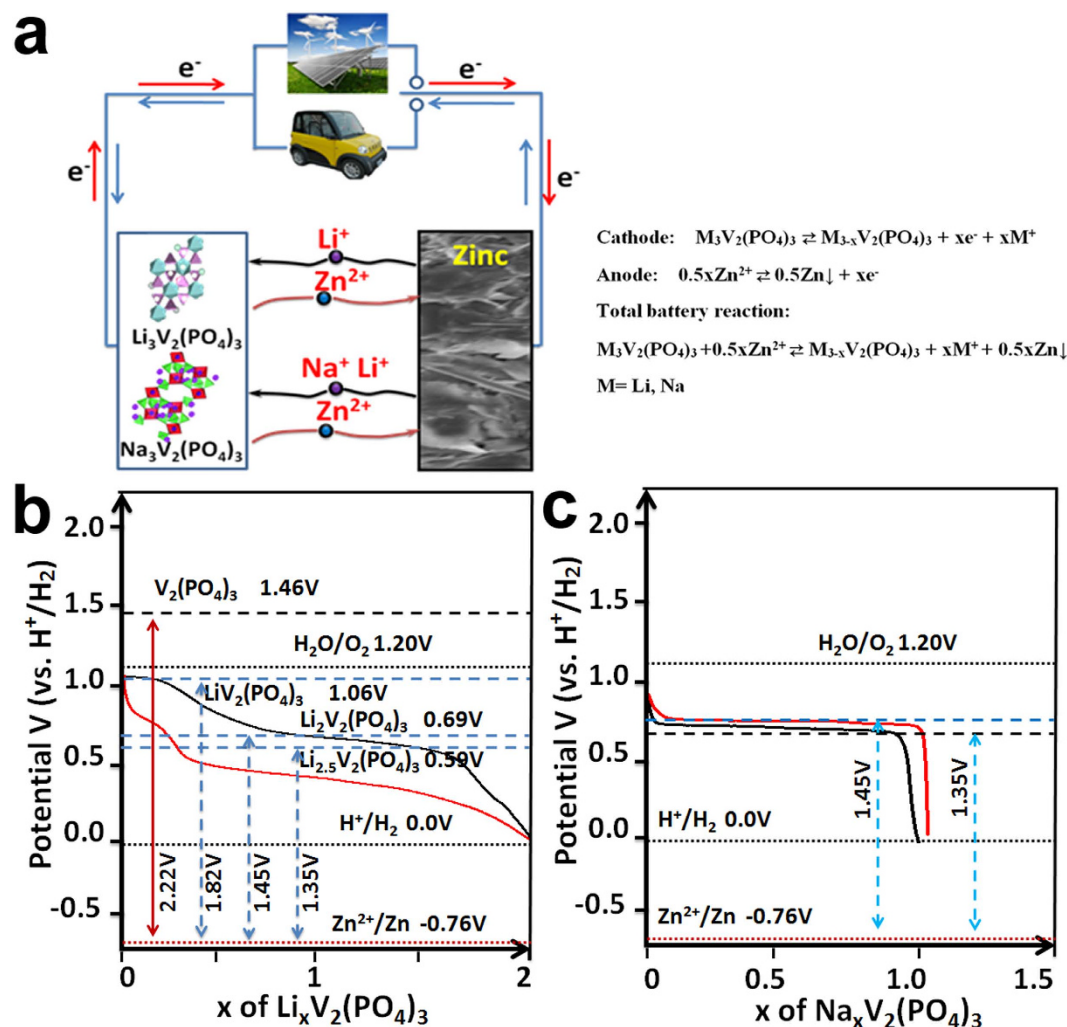 a
e⁻
e⁻
e⁻
e⁻
Li⁺
Zn²⁺
Zinc
Li₃V₂(PO₄)₃
Na⁺ Li⁺
Zn²⁺
Na₃V₂(PO₄)₃
Cathode: M₃V₂(PO₄)₃ ⇄ M₃₋ₓV₂(PO₄)₃ + xe⁻ + xM⁺
Anode: 0.5xZn²⁺ ⇄ 0.5Zn↓ + xe⁻
Total battery reaction:
M₃V₂(PO₄)₃ +0.5xZn²⁺ ⇄ M₃₋ₓV₂(PO₄)₃ + xM⁺ + 0.5xZn↓
M= Li, Na
b
Potential V (vs. H⁺/H₂)
2.0
1.5
1.0
0.5
0.0
-0.5
V₂(PO₄)₃ 1.46V
H₂O/O₂ 1.20V
LiV₂(PO₄)₃ 1.06V
Li₂V₂(PO₄)₃ 0.69V
Li₂.₅V₂(PO₄)₃ 0.59V
H⁺/H₂ 0.0V
2.22V
1.82V
1.45V
1.35V
Zn²⁺/Zn -0.76V
0 1 2
x of LiₓV₂(PO₄)₃
c
Potential V (vs. H⁺/H₂)
2.0
1.5
1.0
0.5
0.0
-0.5
H₂O/O₂ 1.20V
1.45V
1.35V
H⁺/H₂ 0.0V
Zn²⁺/Zn -0.76V
0 0.5 1.0 1.5
x of NaₓV₂(PO₄)₃